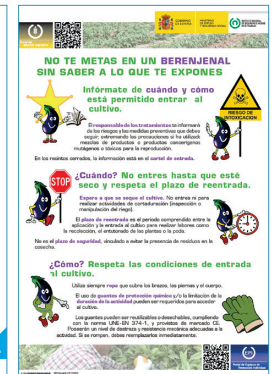 GOBIERNO
DE ESPAÑA
NO TE METAS EN UN BERENJENAL
SIN SABER A LO QUE TE EXPONES
Infórmate de cuándo y cómo
está permitido entrar al
cultivo.
RIESGO DE
INTOXICACIÓN
El responsable de los tratamientos te informará
de los riesgos y las medidas preventivas que debes
seguir, extremando las precauciones si ha utilizado
mezclas de productos o productos cancerígenos
mutágenos o tóxicos para la reproducción.
En los recintos cerrados, la información está en el cartel de entrada.
STOP
¿Cuándo? No entres hasta que esté
seco y respeta el plazo de reentrada.
Espera a que se seque el cultivo. No entres ni para
realizar actividades de cortaduración (inspección o
manipulación del riego).
El plazo de reentrada es el periodo comprendido entre la
aplicación y la entrada al cultivo para realizar labores como
la recolección, el entutorado de las plantas o la poda.
No es el plazo de seguridad, vinculado a evitar la presencia de residuos en la
cosecha.
¿Cómo? Respeta las condiciones de entrada
al cultivo.
Utiliza siempre ropa que cubra los brazos, las piernas y el cuerpo.
El uso de guantes de protección química y/o la limitación de la
duración de la actividad pueden ser requeridos para acceder
al cultivo.
Los guantes pueden ser reutilizables o desechables, cumpliendo
con la norma UNE-EN 374-1, y provistos de marcado CE.
Poseerán un nivel de destreza y resistencia mecánica adecuadas a la
actividad. Si se rompen, debes reemplazarlos inmediatamente.
EPI